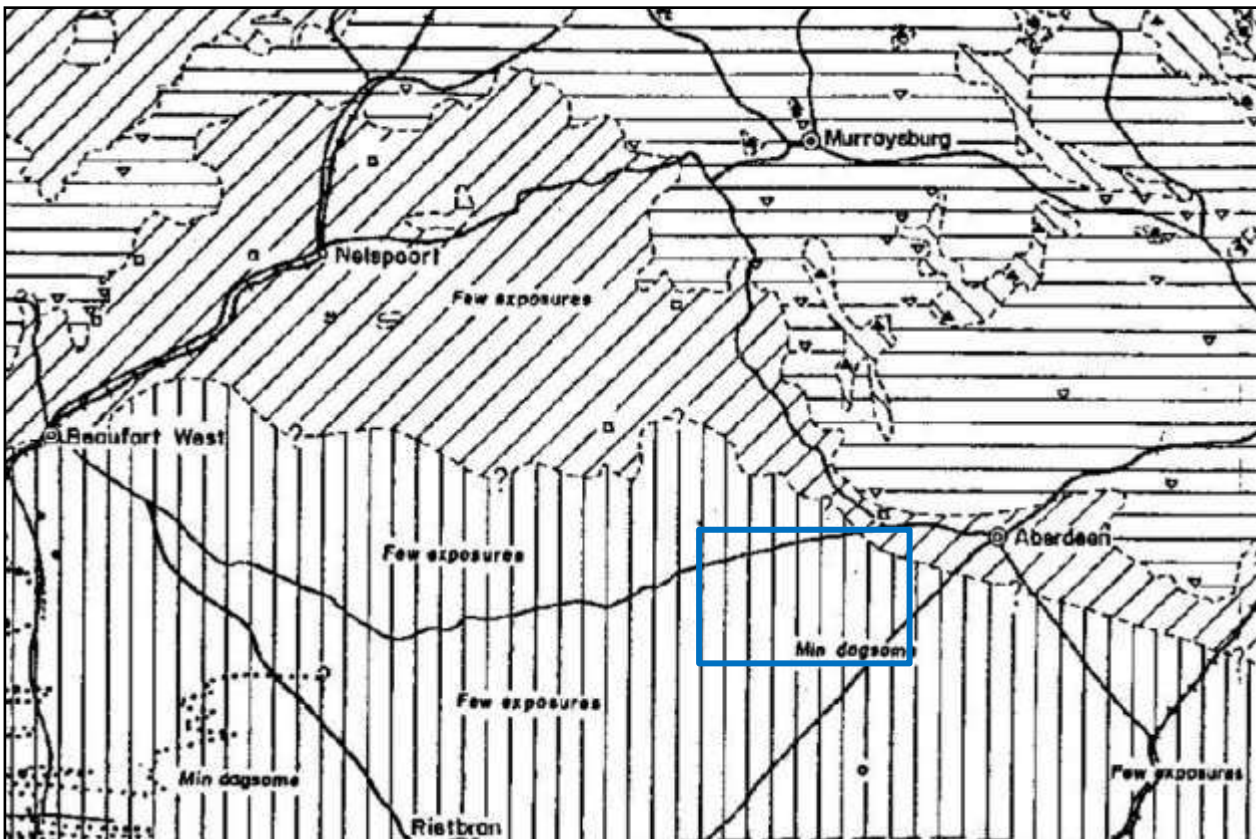 Murraysburg
Nelspoort
Few exposures
Beaufort West
?
?
?
?
Aberdeen
Few exposures
?
Min dagsome
?
Few exposures
Min dagsome
Few exposures
Rietbron